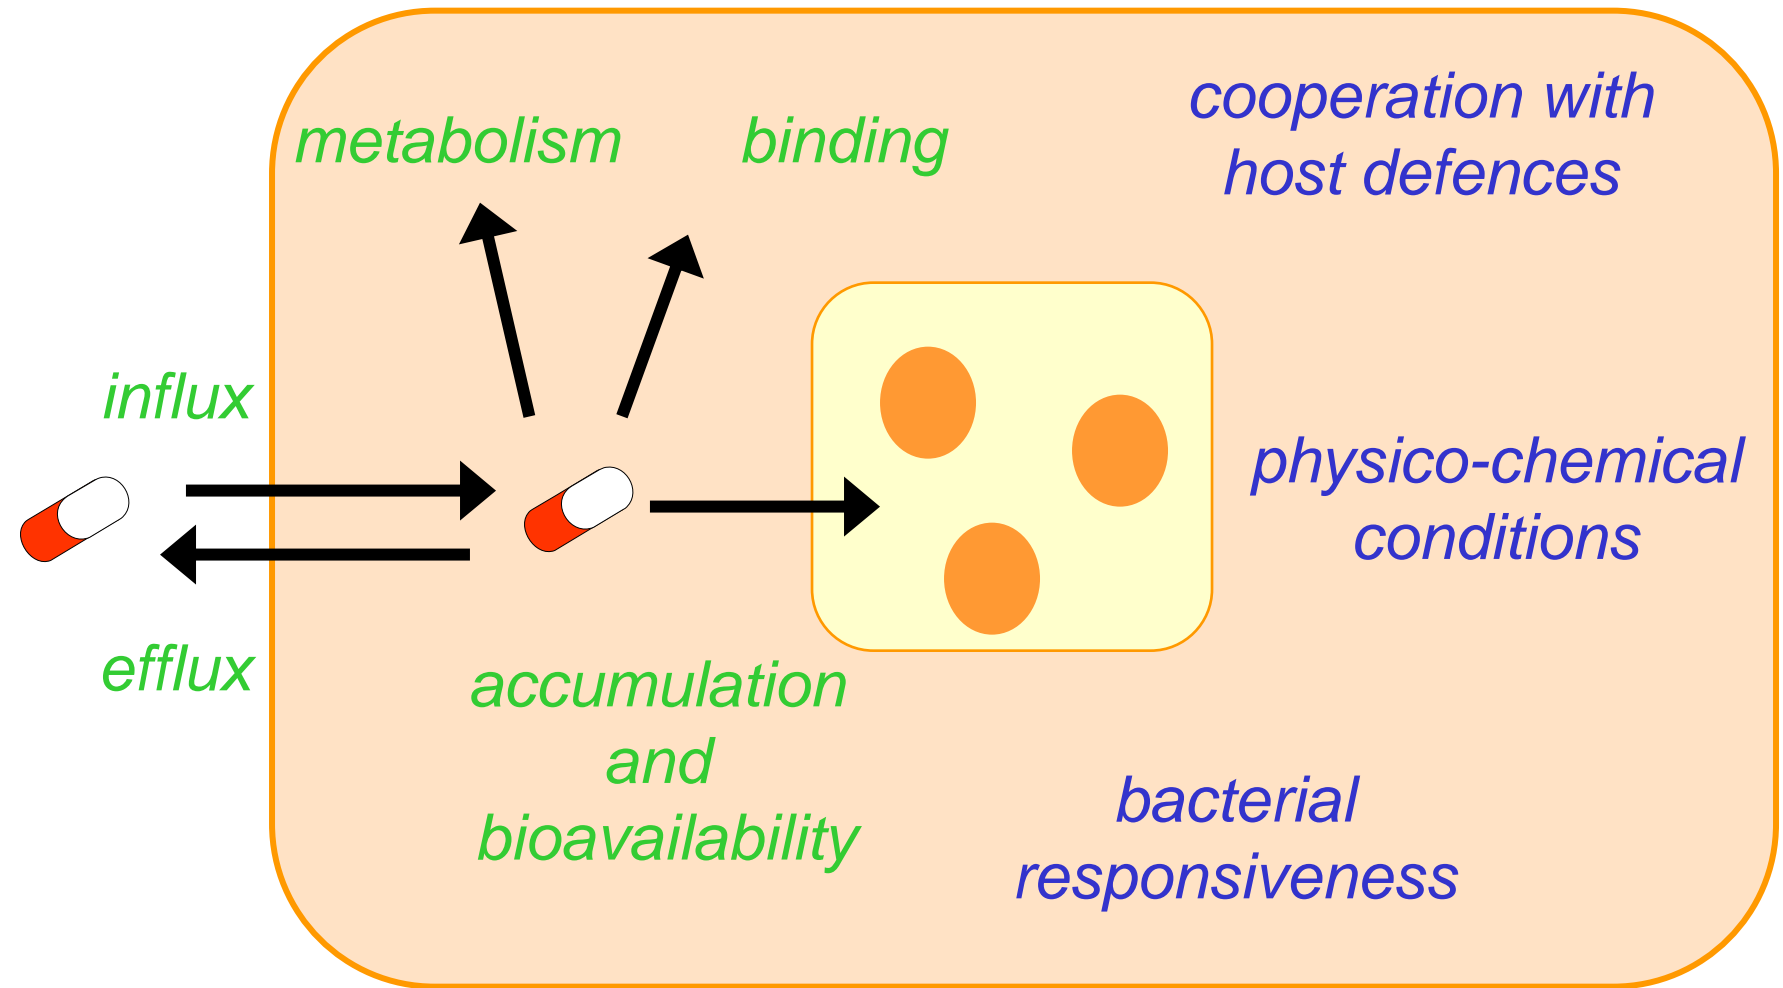 metabolism
binding
cooperation with
host defences
influx
physico-chemical
conditions
efflux
accumulation
and
bioavailability
bacterial
responsiveness